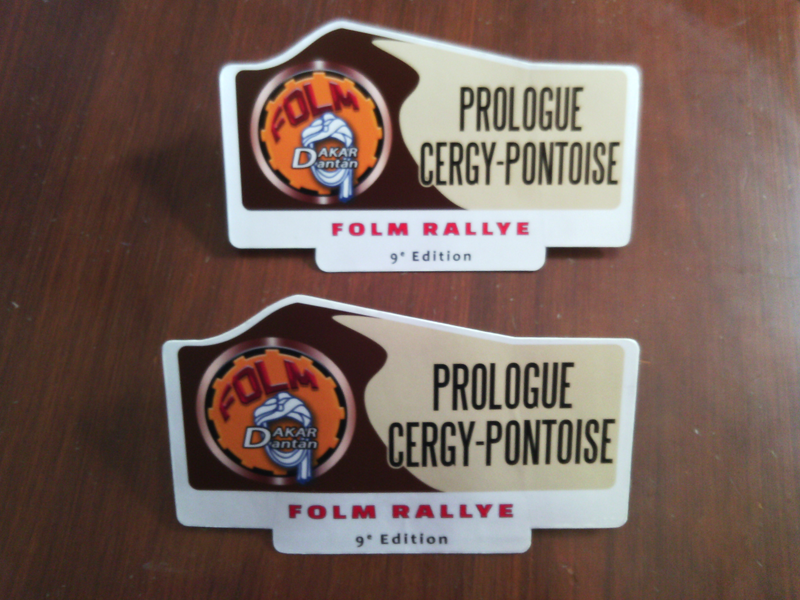 FOLM
DAKAR
Dantan
PROLOGUE
CERGY-PONTOISE
FOLM RALLYE
9e Edition
FOLM
DAKAR
Dantan
PROLOGUE
CERGY-PONTOISE
FOLM RALLYE
9e Edition